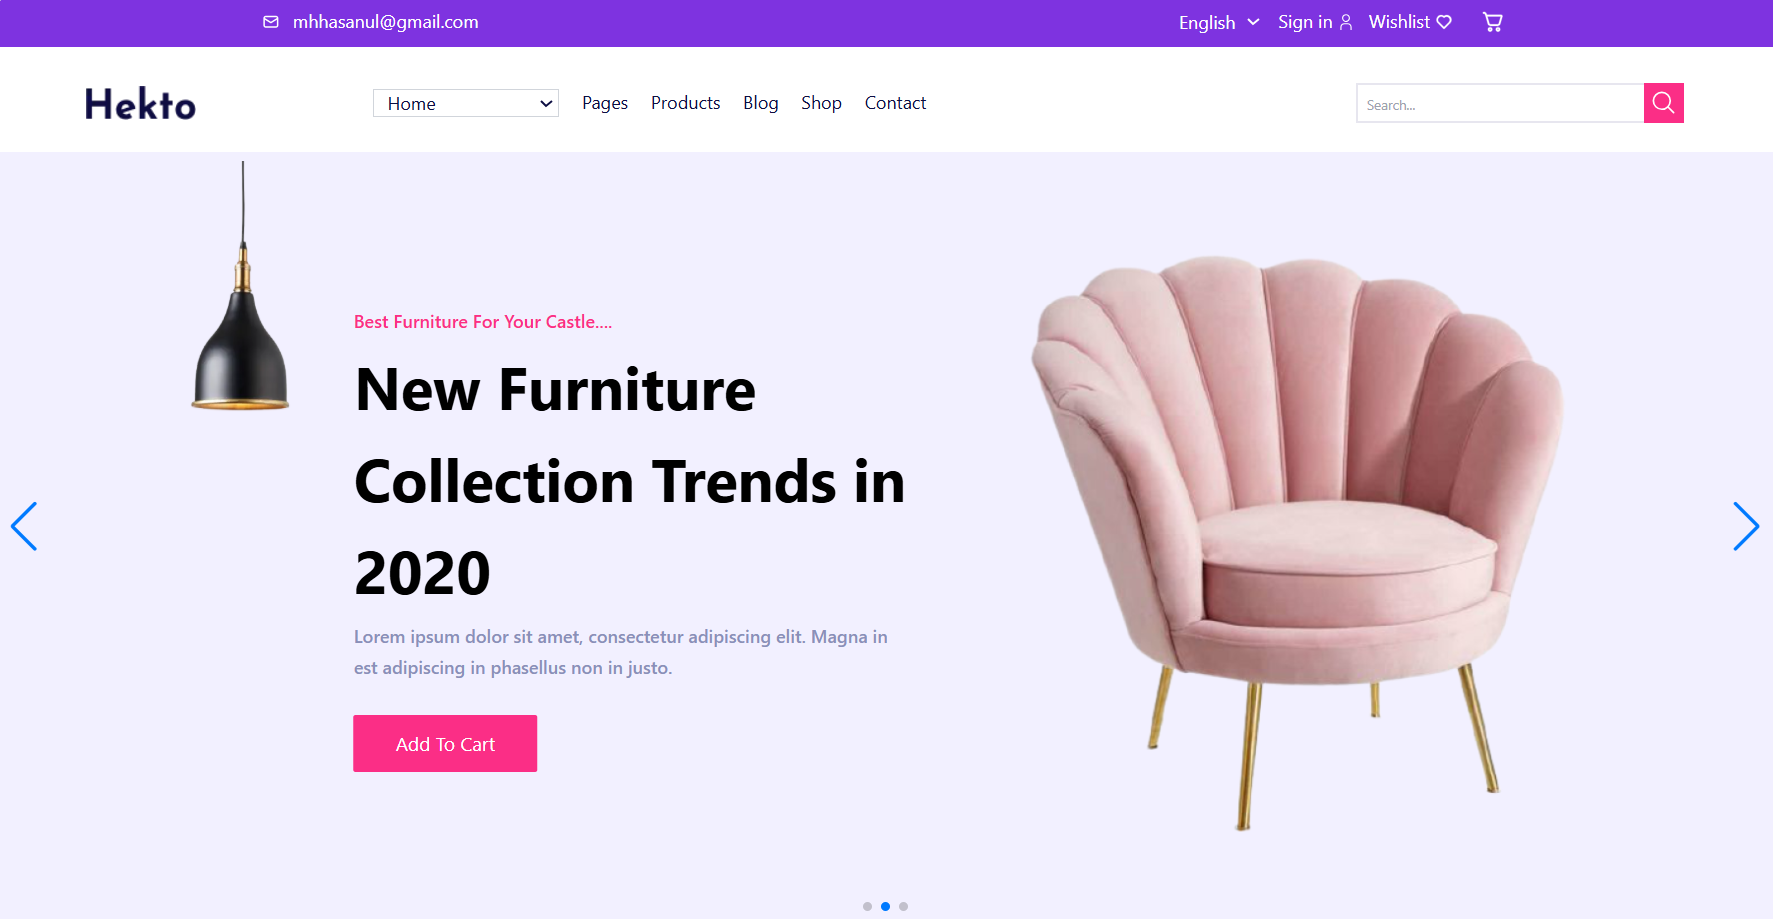 mhhasanul@gmail.com English Sign in Wishlist
Hekto Home Pages Products Blog Shop Contact Search...
Best Furniture For Your Castle....
New Furniture
Collection Trends in
2020
Lorem ipsum dolor sit amet, consectetur adipiscing elit. Magna in
est adipiscing in phasellus non in justo.
Add To Cart